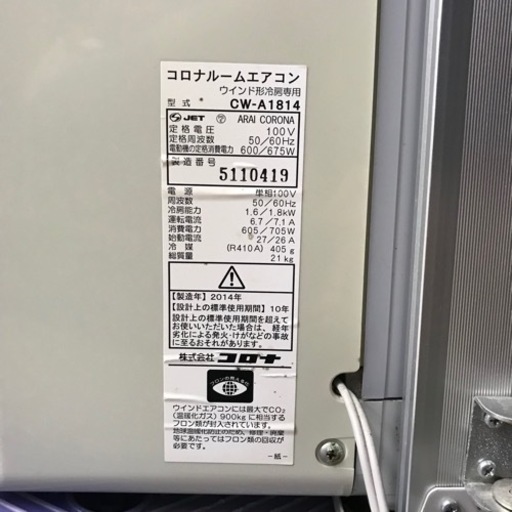 コロナルームエアコン
ウインド形冷房専用
型式 CW-A1814
JET ARAI CORONA
定格電圧 100V
定格周波数 50/60Hz
電動機の定格消費電力 600/675W
製造番号 5110419
電源 単相100V
周波数 50/60Hz
冷房能力 1.6/1.8kW
運転電流 6.7/7.1A
消費電力 605/705W
始動電流 27/26A
冷媒 (R410A) 405g
総質量 21kg
【製造年】2014年
【設計上の標準使用期間】10年
設計上の標準使用期間を超えて
お使いいただいた場合は、経年
劣化による発火・けがなどの事故
に至るおそれがあります。
株式会社コロナ
フロンの見える化
ウインドエアコンには最大でCO₂
(温暖化ガス)900kgに相当する
フロン類が封入されています。
地球温暖化防止のため、修理・廃棄
等にあたってはフロン類の回収が
必要です。
-紙-